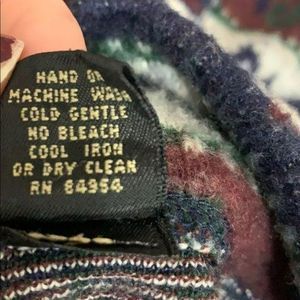 HAND OR
MACHINE WASH
COLD GENTLE
NO BLEACH
COOL IRON
OR DRY CLEAN
RN 84954